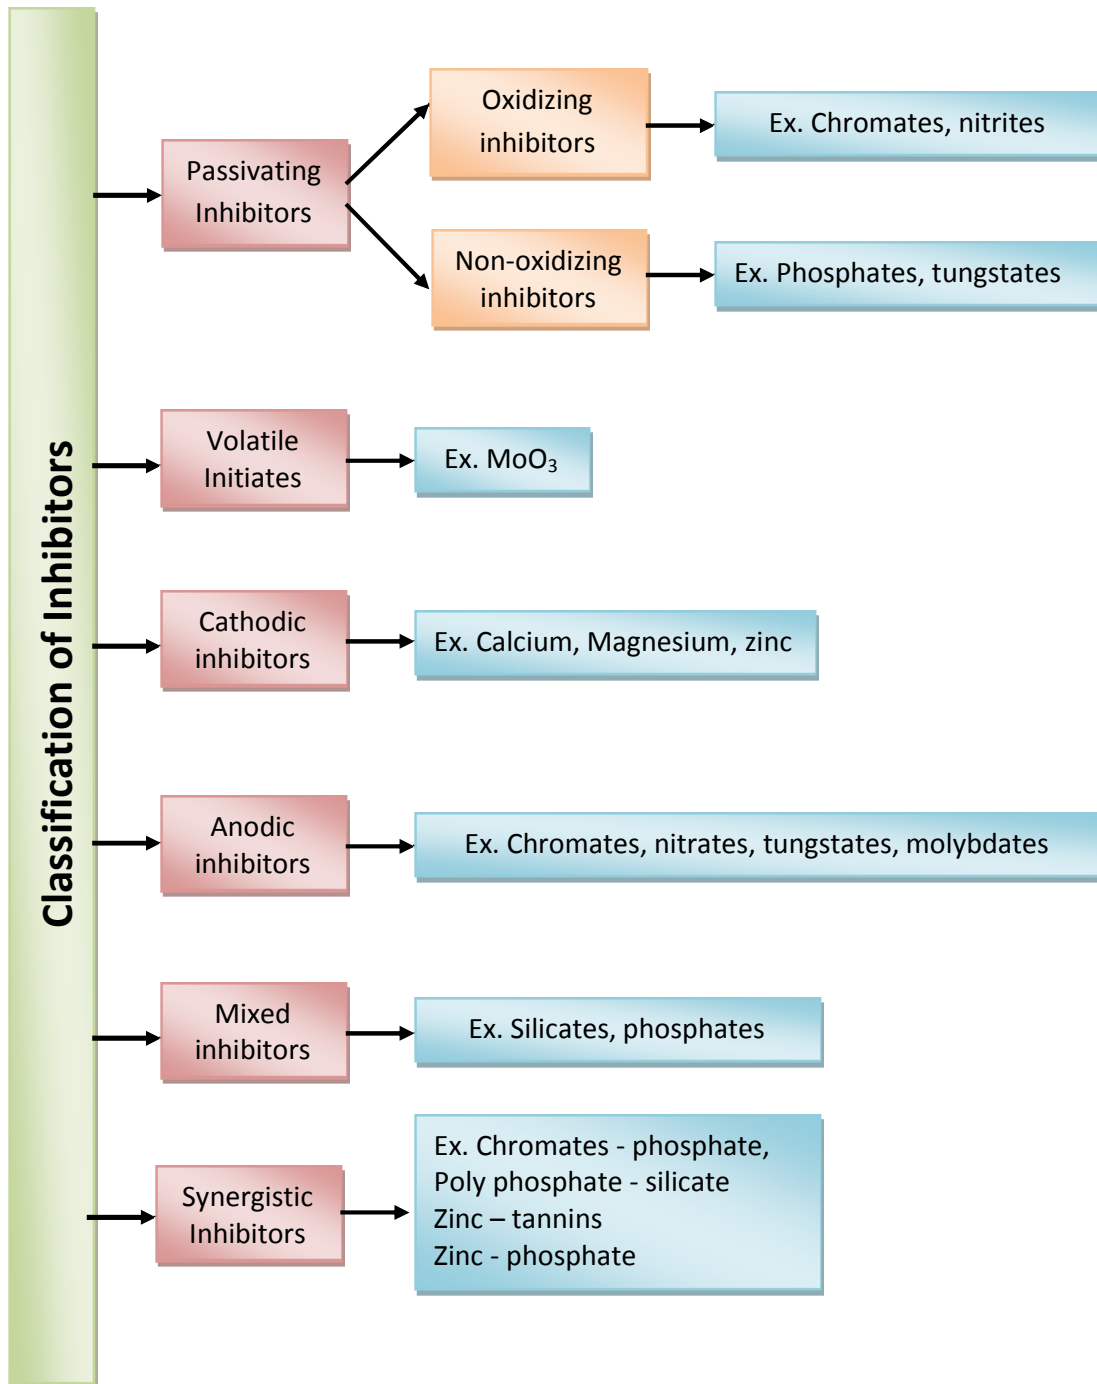 Classification of Inhibitors
Passivating
Inhibitors
Oxidizing
inhibitors
Ex. Chromates, nitrites
Non-oxidizing
inhibitors
Ex. Phosphates, tungstates
Volatile
Initiates
Ex. MoO₃
Cathodic
inhibitors
Ex. Calcium, Magnesium, zinc
Anodic
inhibitors
Ex. Chromates, nitrates, tungstates, molybdates
Mixed
inhibitors
Ex. Silicates, phosphates
Synergistic
Inhibitors
Ex. Chromates - phosphate,
Poly phosphate - silicate
Zinc – tannins
Zinc - phosphate